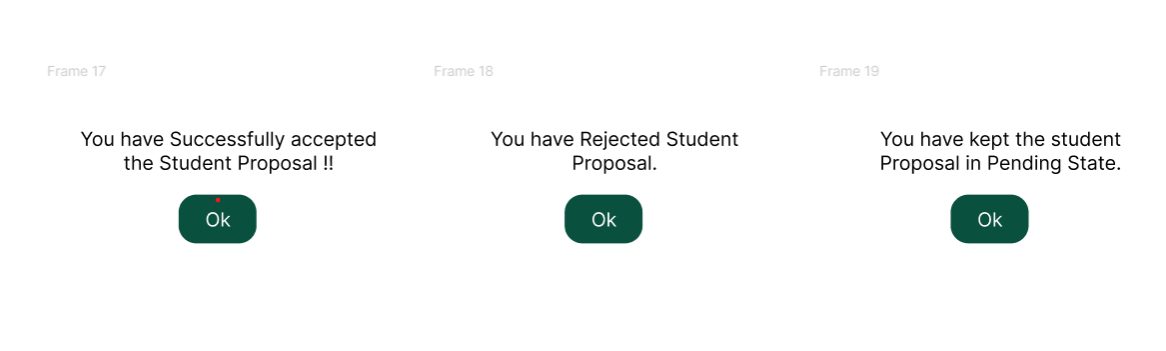 Frame 17
You have Successfully accepted
the Student Proposal !!
Ok
Frame 18
You have Rejected Student
Proposal.
Ok
Frame 19
You have kept the student
Proposal in Pending State.
Ok